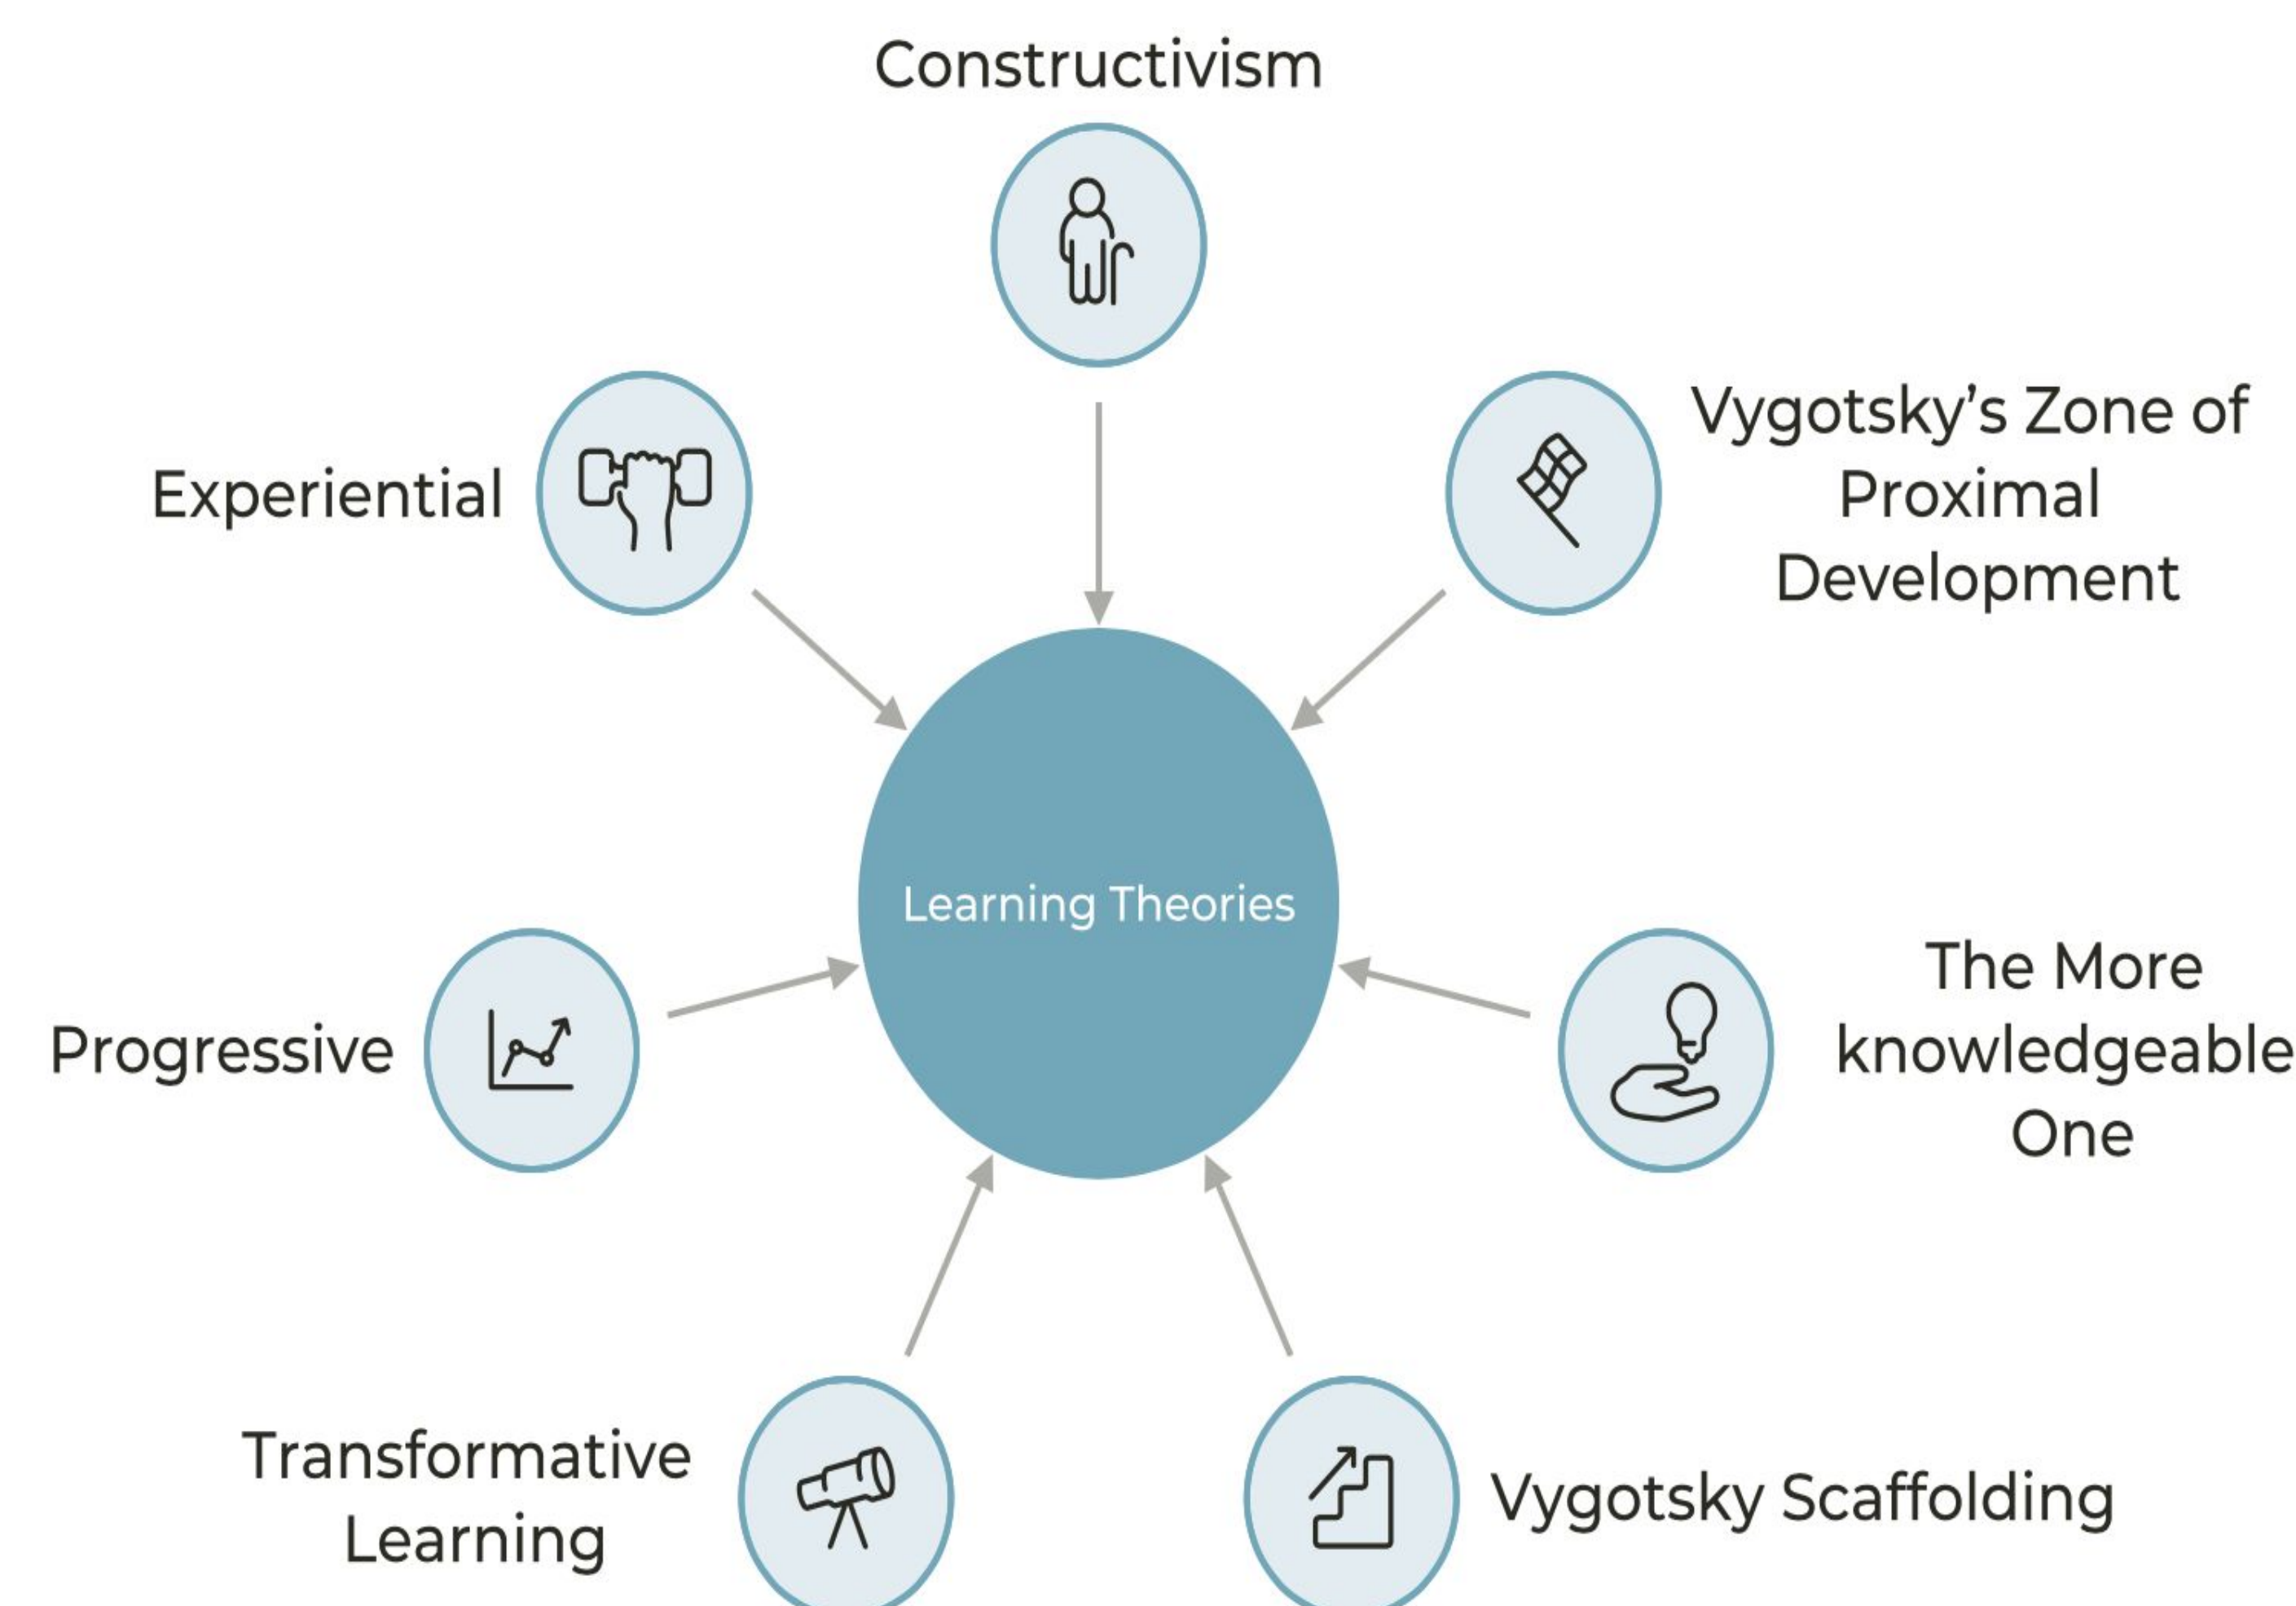 Constructivism
Vygotsky’s Zone of
Proximal
Development
Experiential
Learning Theories
The More
knowledgeable
One
Progressive
Transformative
Learning
Vygotsky Scaffolding